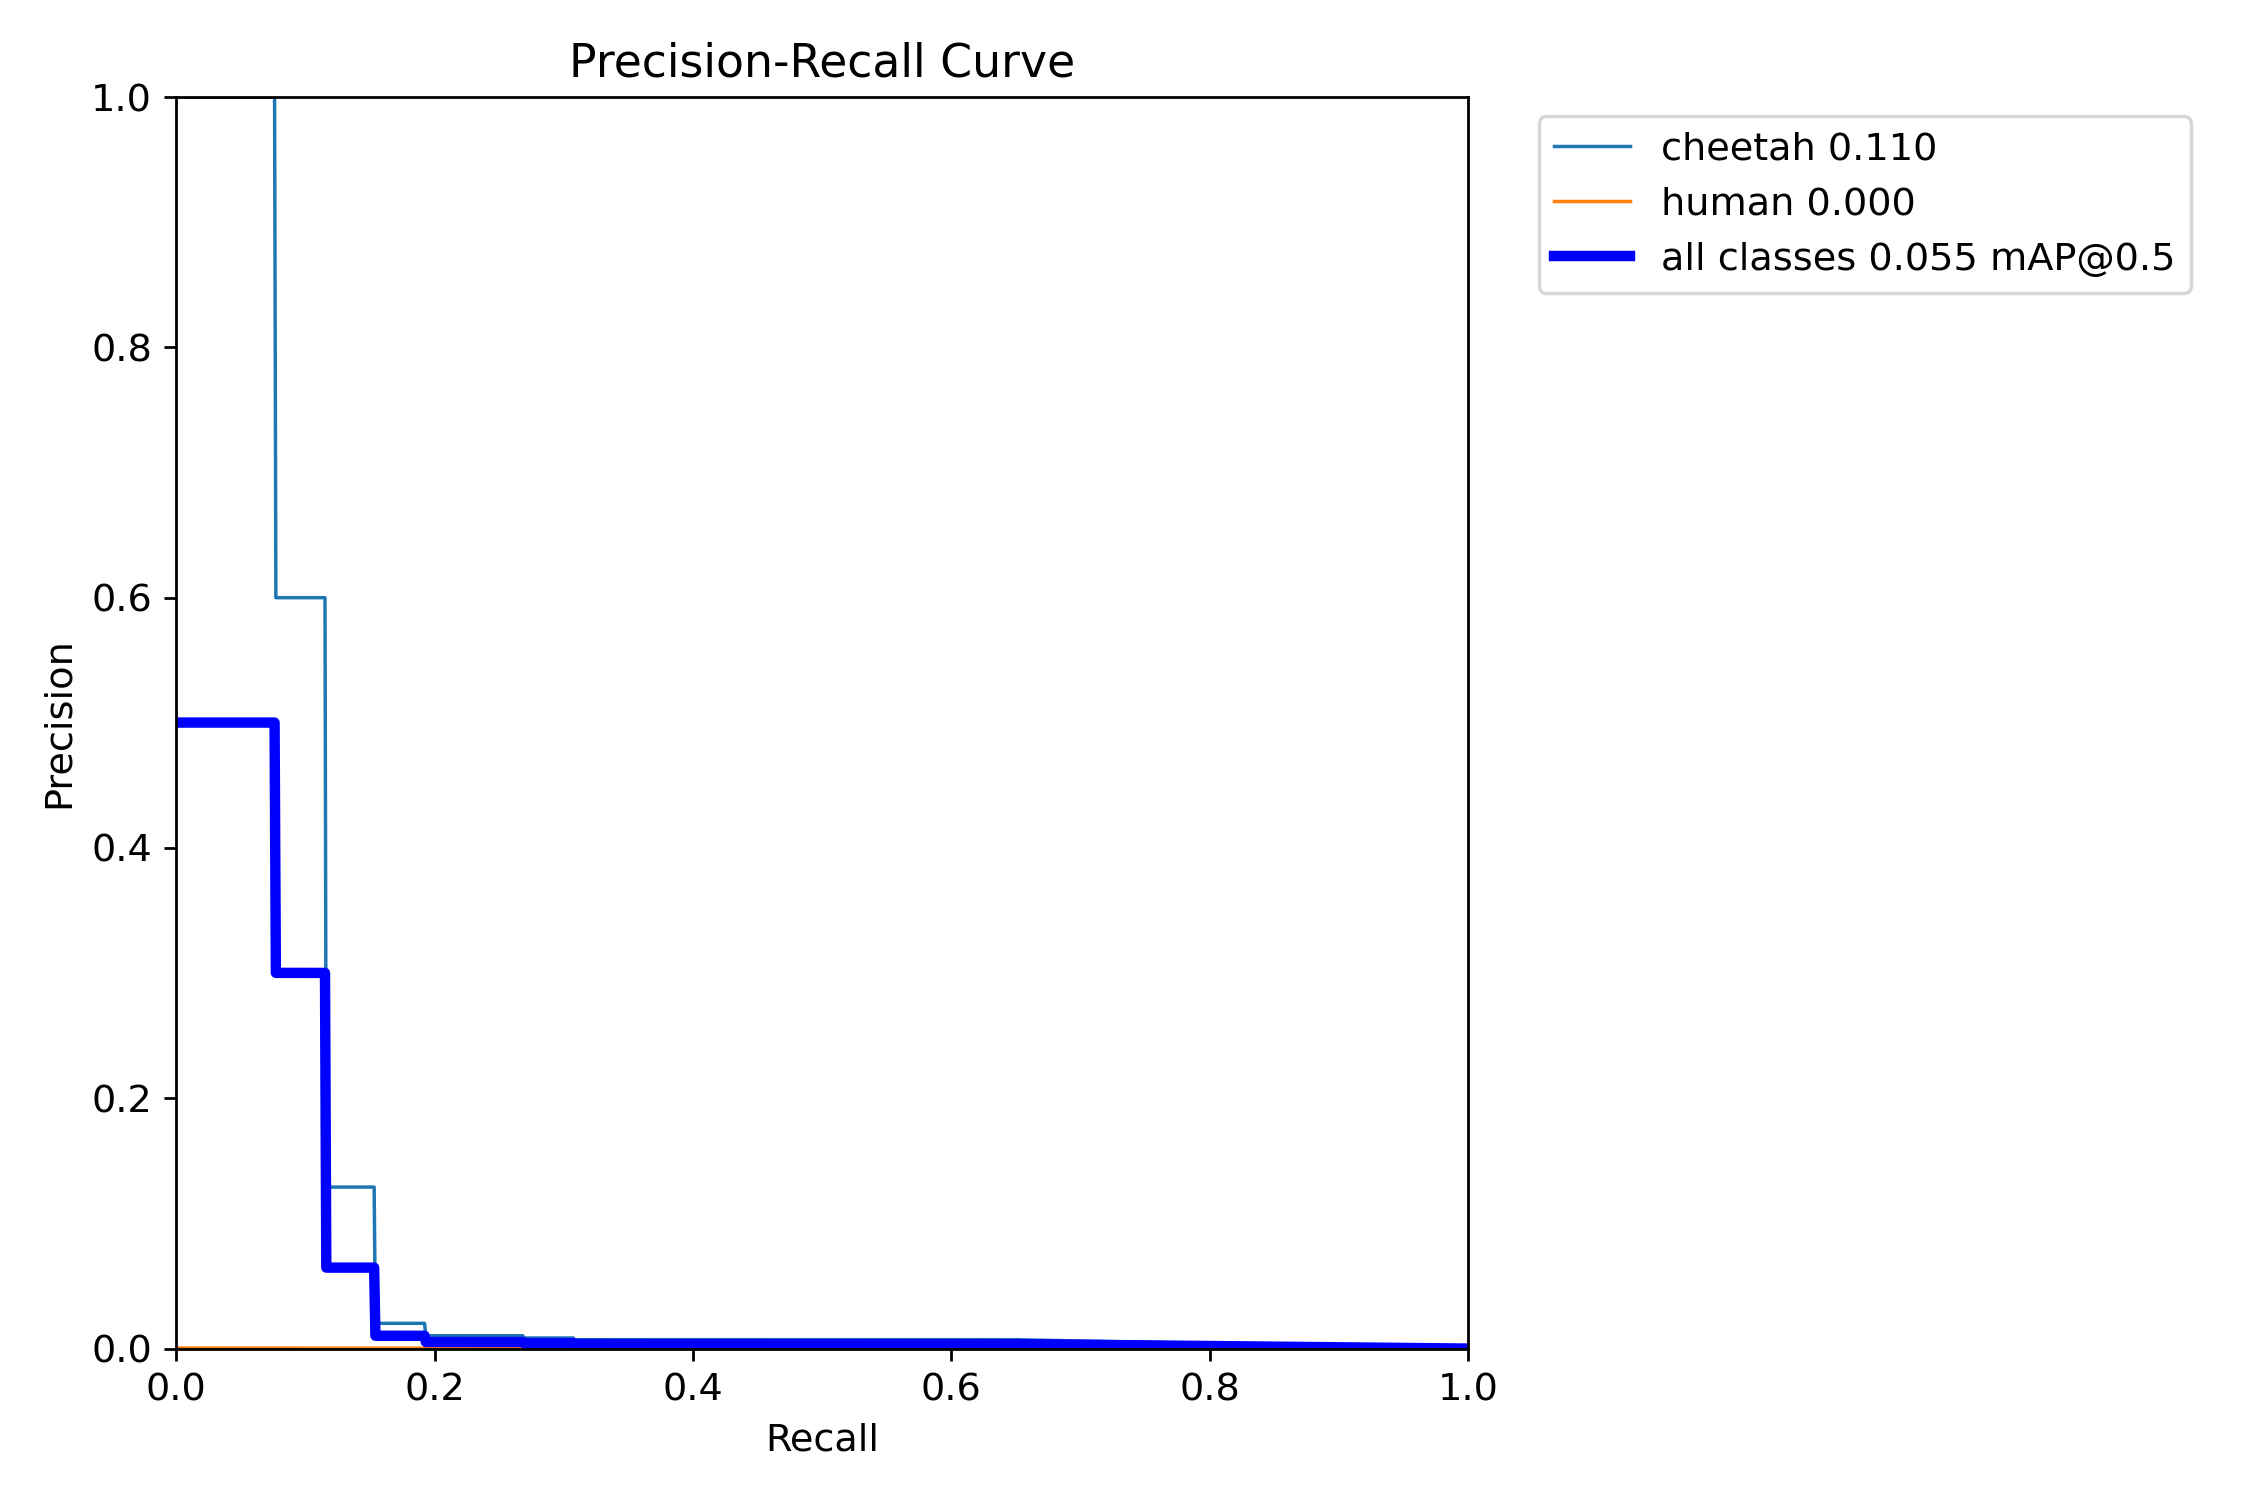 Precision-Recall Curve
1.0
0.8
0.6
0.4
0.2
0.0
Precision
0.0 0.2 0.4 0.6 0.8 1.0
Recall
cheetah 0.110
human 0.000
all classes 0.055 mAP@0.5